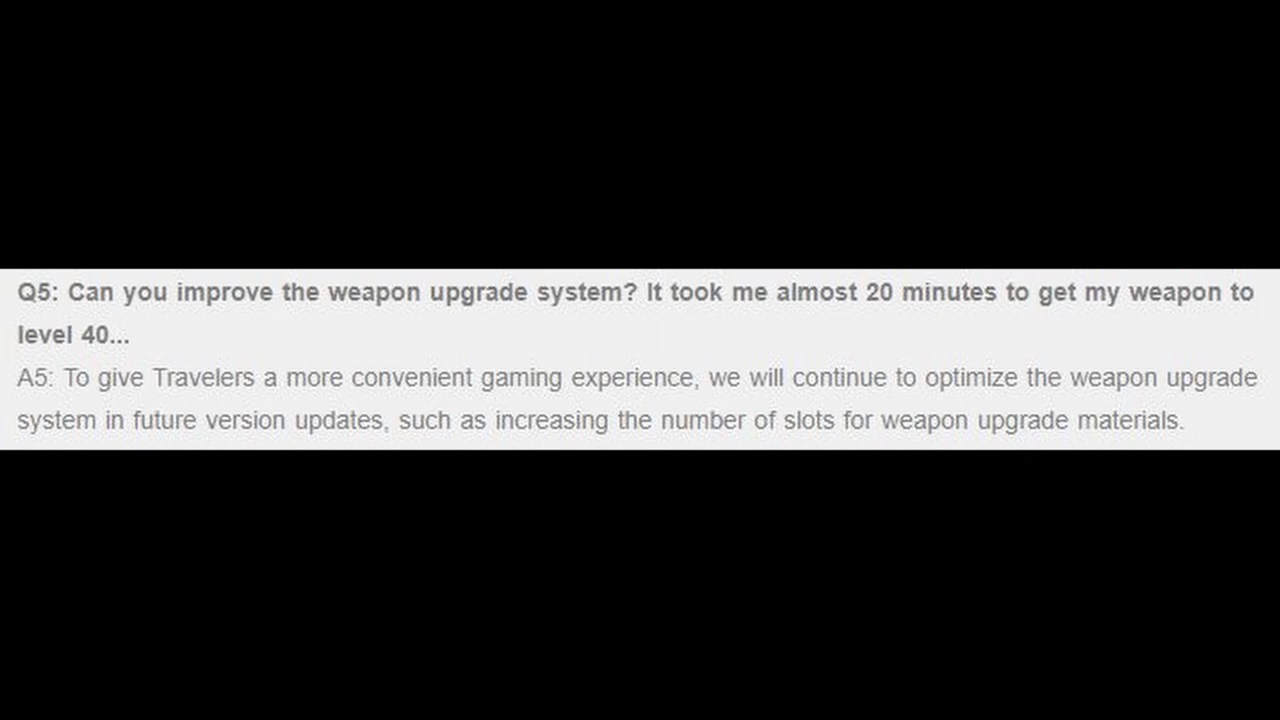 Q5: Can you improve the weapon upgrade system? It took me almost 20 minutes to get my weapon to
level 40...
A5: To give Travelers a more convenient gaming experience, we will continue to optimize the weapon upgrade
system in future version updates, such as increasing the number of slots for weapon upgrade materials.